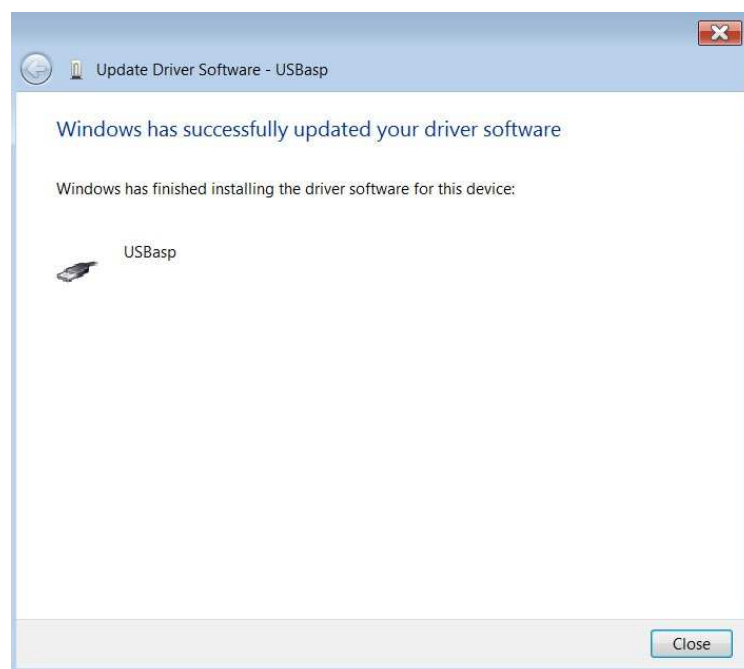 Update Driver Software - USBasp
Windows has successfully updated your driver software
Windows has finished installing the driver software for this device:
USBasp
Close